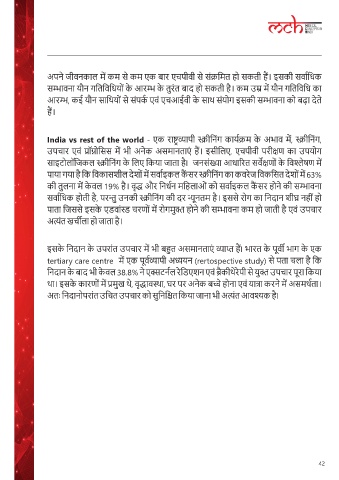 mch
अपने जीवनकाल में कम से कम एक बार एचपीवी से संक्रमित हो सकती हैं। इसकी सर्वाधिक
सम्भावना यौन गतिविधियों के आरम्भ के तुरंत बाद हो सकती है। कम उम्र में यौन गतिविधि का
आरम्भ, कई यौन साथियों से संपर्क एवं एचआईवी के साथ संयोग इसकी सम्भावना को बढ़ा देते
हैं।
India vs rest of the world - एक राष्ट्रव्यापी स्क्रीनिंग कार्यक्रम के अभाव में, स्क्रीनिंग,
उपचार एवं प्रॉग्नोसिस में भी अनेक असमानताएं हैं। इसीलिए, एचपीवी परीक्षण का उपयोग
साइटोलॉजिकल स्क्रीनिंग के लिए किया जाता है। जनसंख्या आधारित सर्वेक्षणों के विश्लेषण में
पाया गया है कि विकासशील देशों में सर्वाइकल कैंसर स्क्रीनिंग का कवरेज विकसित देशों में 63%
की तुलना में केवल 19% है। वृद्ध और निर्धन महिलाओं को सर्वाइकल कैंसर होने की सम्भावना
सर्वाधिक होती है, परन्तु उनकी स्क्रीनिंग की दर न्यूनतम है। इससे रोग का निदान शीघ्र नहीं हो
पाता जिससे इसके एडवांस्ड चरणों में रोगमुक्त होने की सम्भावना कम हो जाती है एवं उपचार
अत्यंत खर्चीला हो जाता है।
इसके निदान के उपरांत उपचार में भी बहुत असमानताएं व्याप्त हैं। भारत के पूर्वी भाग के एक
tertiary care centre में एक पूर्वव्यापी अध्ययन (rertospective study) से पता चला है कि
निदान के बाद भी केवल 38.8% ने एक्सटर्नल रेडिएशन एवं ब्रैकीथेरेपी से युक्त उपचार पूरा किया
था। इसके कारणों में प्रमुख थे, वृद्धावस्था, घर पर अनेक बच्चे होना एवं यात्रा करने में असमर्थता।
अतः निदानोपरांत उचित उपचार को सुनिश्चित किया जाना भी अत्यंत आवश्यक है।
42